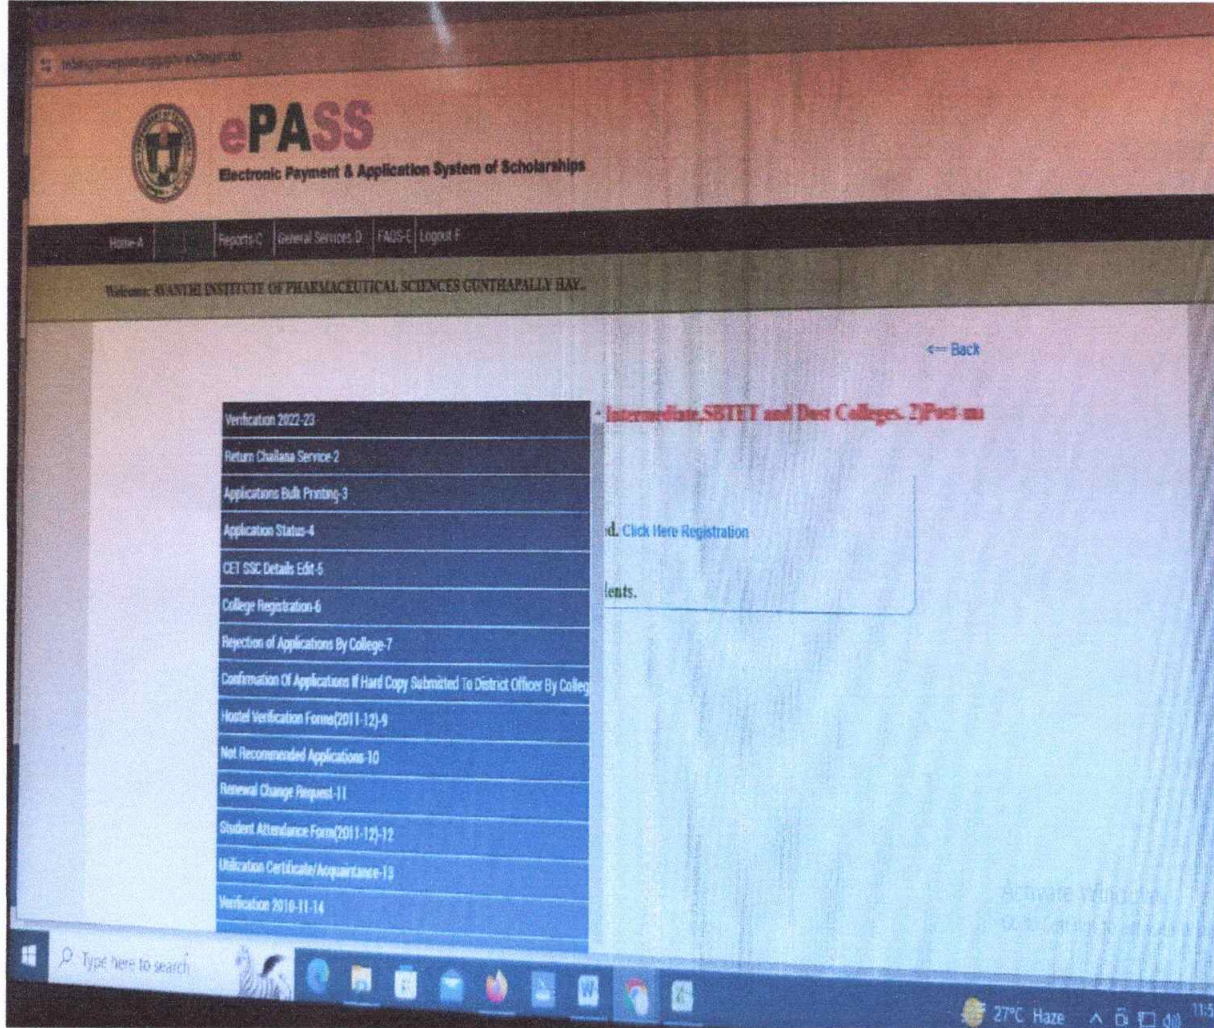 ePASS
Electronic Payment & Application System of Scholarships
Home-A Reports-C General Services-D FAQS-E Logout-F
Welcome: AVANTHI INSTITUTE OF PHARMACEUTICAL SCIENCES GUNTHAPALLY HAY..
<== Back
Intermediate,SBTET and Dost Colleges. 2)Post-ma
Verification 2022-23
Return Challana Service-2
Applications Bulk Printing-3
Application Status-4
ed. Click Here Registration
CET SSC Details Edit-5
dents.
College Registration-6
Rejection of Applications By College-7
Confirmation Of Applications If Hard Copy Submitted To District Officer By Colleg
Hostel Verification Forms(2011-12)-9
Not Recommended Applications-10
Renewal Change Request-11
Student Attendance Form(2011-12)-12
Utilization Certificate/Acquaintance-13
Verification 2010-11-14
Activate Windows
Type here to search
27°C Haze